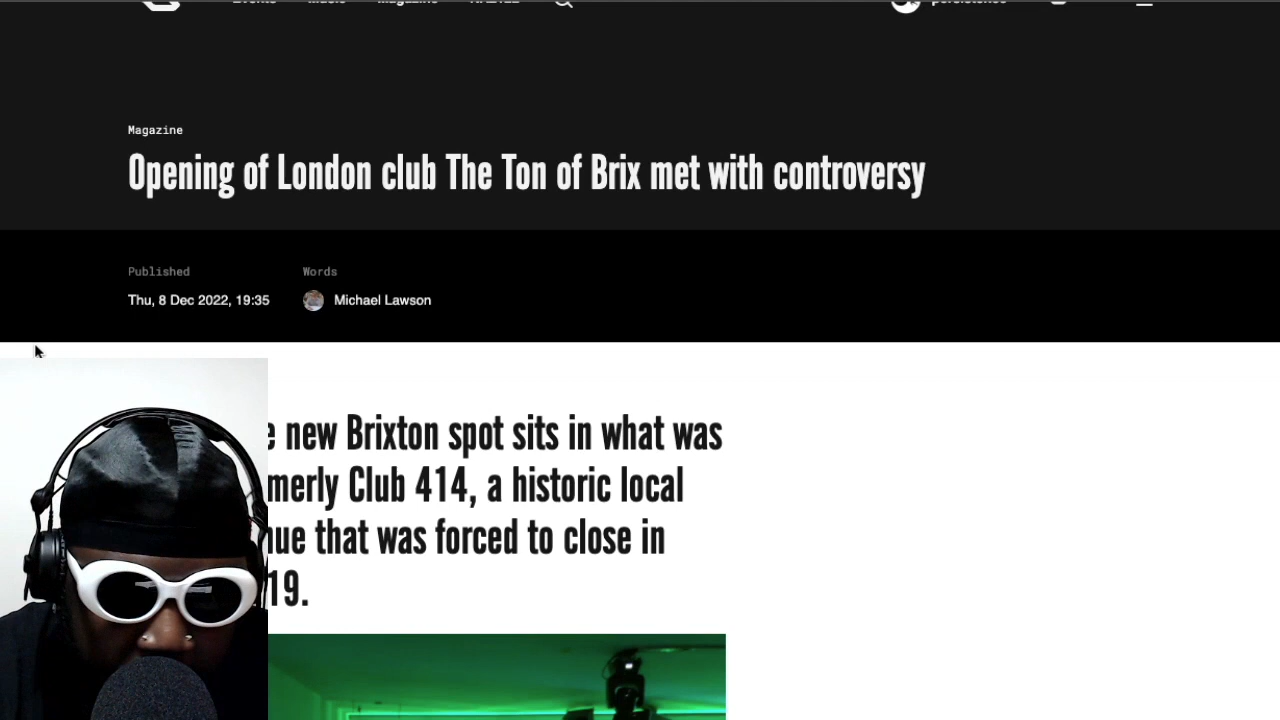 Magazine
Opening of London club The Ton of Brix met with controversy
Published
Words
Thu, 8 Dec 2022, 19:35
Michael Lawson
new Brixton spot sits in what was
merly Club 414, a historic local
nue that was forced to close in
19.